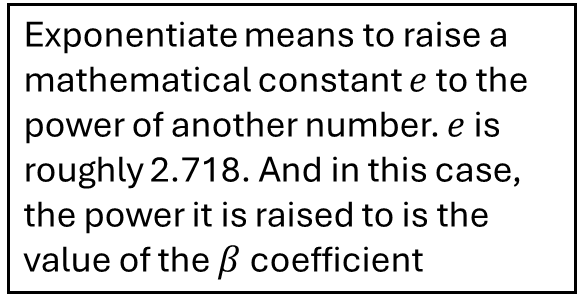 Exponentiate means to raise a
mathematical constant e to the
power of another number. e is
roughly 2.718. And in this case,
the power it is raised to is the
value of the β coefficient